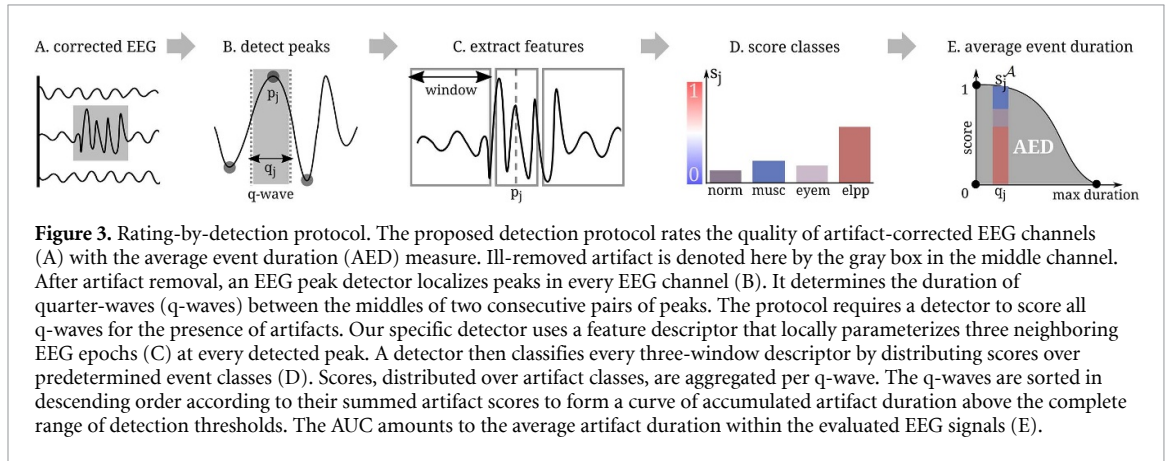 A. corrected EEG
B. detect peaks
C. extract features
D. score classes
E. average event duration
pj
qj
q-wave
window
pj
1
0
sj
norm musc eyem elpp
1
score
0
sjA
AED
qj
max duration
Figure 3. Rating-by-detection protocol. The proposed detection protocol rates the quality of artifact-corrected EEG channels
(A) with the average event duration (AED) measure. Ill-removed artifact is denoted here by the gray box in the middle channel.
After artifact removal, an EEG peak detector localizes peaks in every EEG channel (B). It determines the duration of
quarter-waves (q-waves) between the middles of two consecutive pairs of peaks. The protocol requires a detector to score all
q-waves for the presence of artifacts. Our specific detector uses a feature descriptor that locally parameterizes three neighboring
EEG epochs (C) at every detected peak. A detector then classifies every three-window descriptor by distributing scores over
predetermined event classes (D). Scores, distributed over artifact classes, are aggregated per q-wave. The q-waves are sorted in
descending order according to their summed artifact scores to form a curve of accumulated artifact duration above the complete
range of detection thresholds. The AUC amounts to the average artifact duration within the evaluated EEG signals (E).